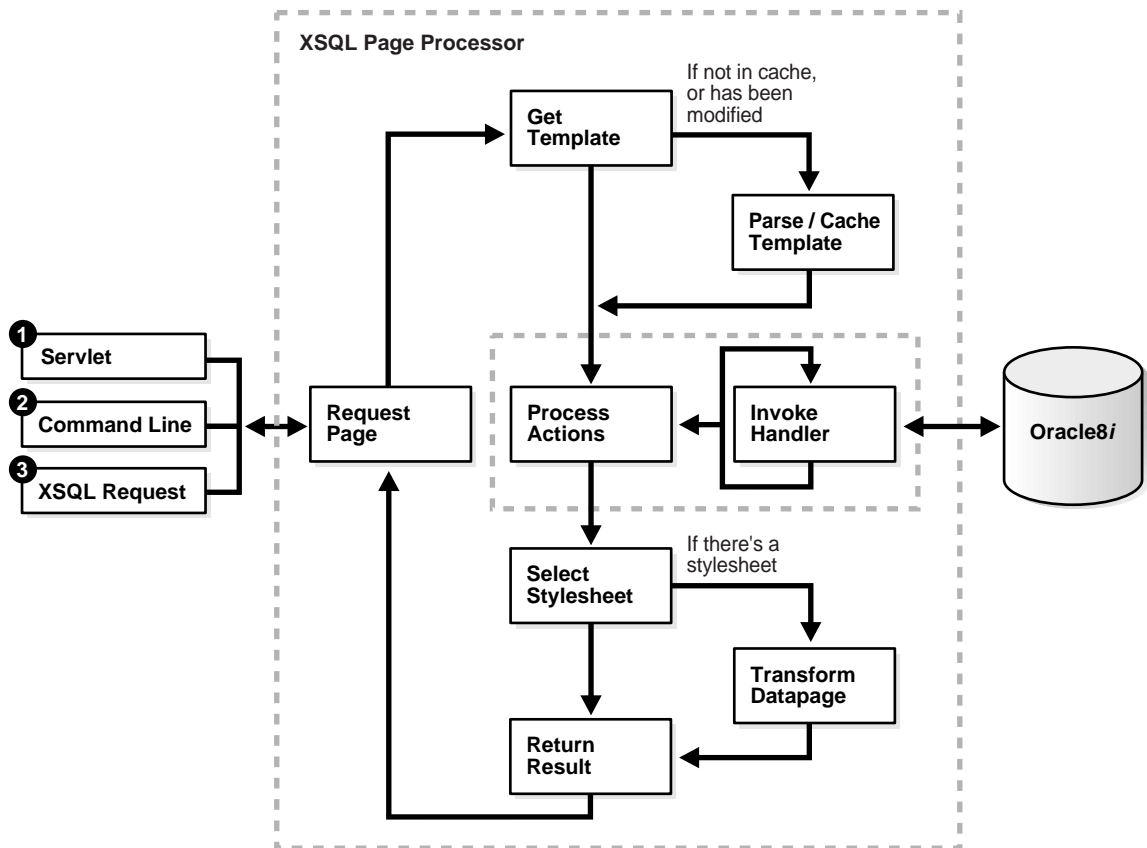 XSQL Page Processor
If not in cache,
or has been
modified
Get
Template
Parse / Cache
Template
1
Servlet
2
Command Line
3
XSQL Request
Request
Page
Process
Actions
Invoke
Handler
Oracle8i
If there's a
stylesheet
Select
Stylesheet
Transform
Datapage
Return
Result